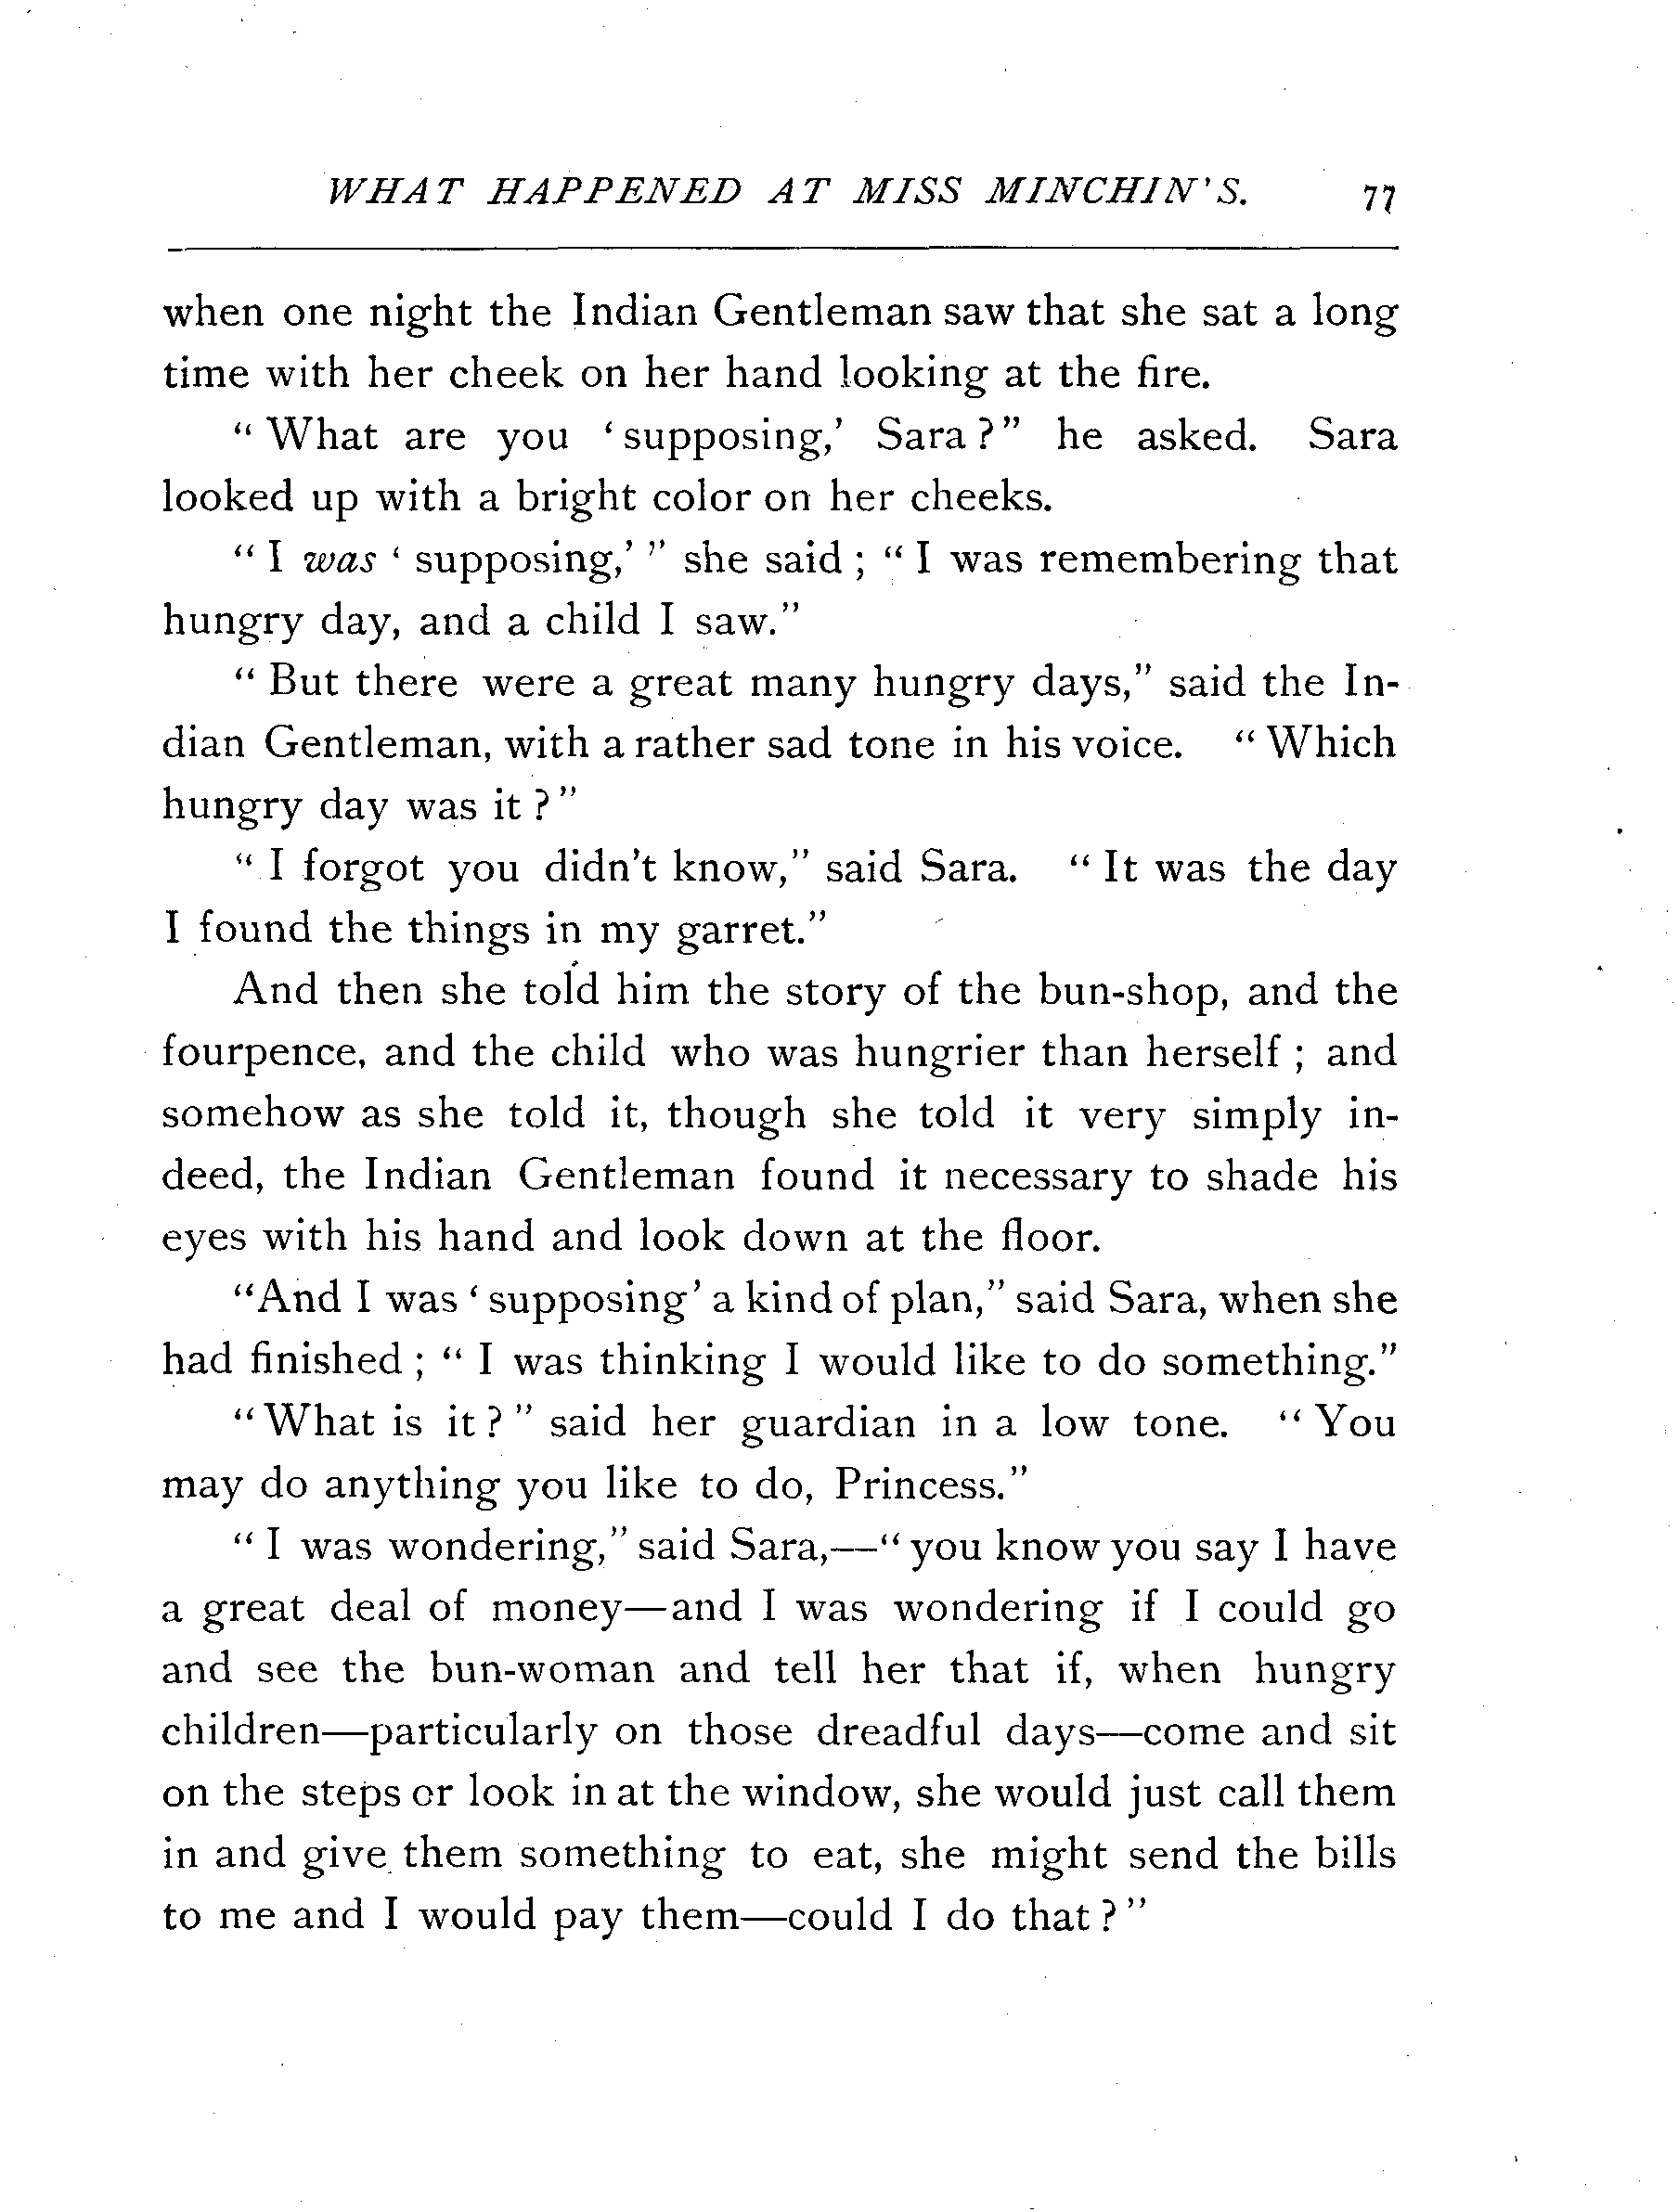 WHAT HAPPENED AT MISS MINCHIN'S. 77
when one night the Indian Gentleman saw that she sat a long
time with her cheek on her hand looking at the fire.
“What are you ‘supposing,’ Sara?” he asked. Sara
looked up with a bright color on her cheeks.
“I was ‘supposing,’” she said; “I was remembering that
hungry day, and a child I saw.”
“But there were a great many hungry days,” said the In-
dian Gentleman, with a rather sad tone in his voice. “Which
hungry day was it?”
“I forgot you didn't know,” said Sara. “It was the day
I found the things in my garret.”
And then she told him the story of the bun-shop, and the
fourpence, and the child who was hungrier than herself; and
somehow as she told it, though she told it very simply in-
deed, the Indian Gentleman found it necessary to shade his
eyes with his hand and look down at the floor.
“And I was ‘supposing’ a kind of plan,” said Sara, when she
had finished; “I was thinking I would like to do something.”
“What is it?” said her guardian in a low tone. “You
may do anything you like to do, Princess.”
“I was wondering,” said Sara,—“you know you say I have
a great deal of money—and I was wondering if I could go
and see the bun-woman and tell her that if, when hungry
children—particularly on those dreadful days—come and sit
on the steps or look in at the window, she would just call them
in and give them something to eat, she might send the bills
to me and I would pay them—could I do that?”